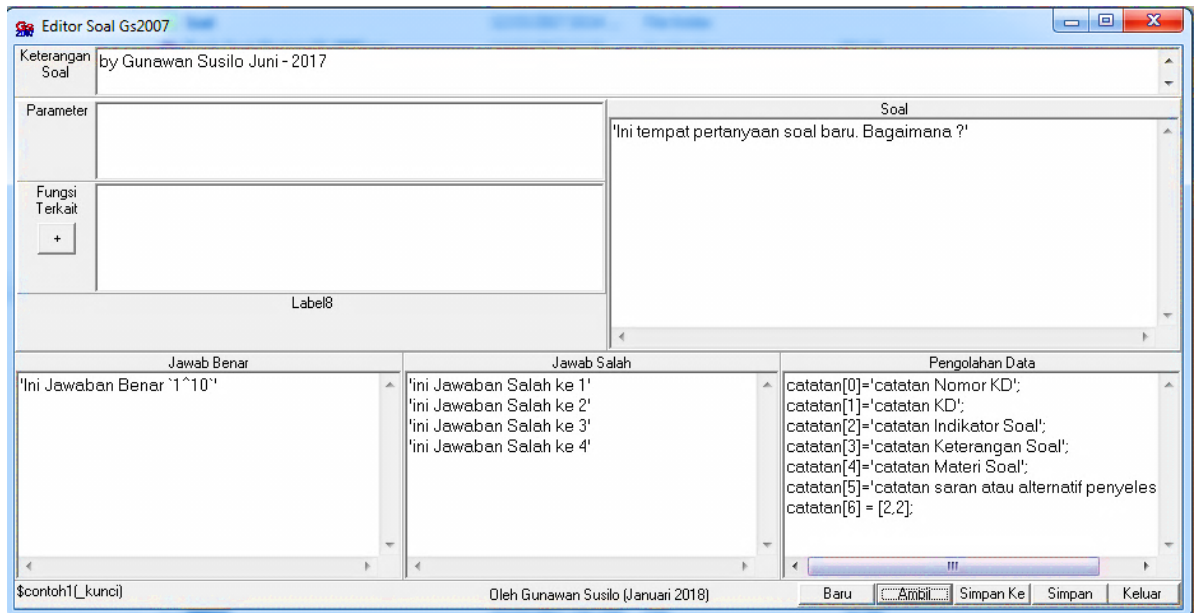 Editor Soal Gs2007
Keterangan Soal
by Gunawan Susilo Juni - 2017
Parameter
Soal
'Ini tempat pertanyaan soal baru. Bagaimana ?'
Fungsi Terkait
+
Label8
Jawab Benar
'Ini Jawaban Benar `1^10`'
Jawab Salah
'ini Jawaban Salah ke 1'
'ini Jawaban Salah ke 2'
'ini Jawaban Salah ke 3'
'ini Jawaban Salah ke 4'
Pengolahan Data
catatan[0]='catatan Nomor KD';
catatan[1]='catatan KD';
catatan[2]='catatan Indikator Soal';
catatan[3]='catatan Keterangan Soal';
catatan[4]='catatan Materi Soal';
catatan[5]='catatan saran atau alternatif penyeles
catatan[6] = [2,2];
$contoh1(_kunci)
Oleh Gunawan Susilo (Januari 2018)
Baru
Ambil
Simpan Ke
Simpan
Keluar